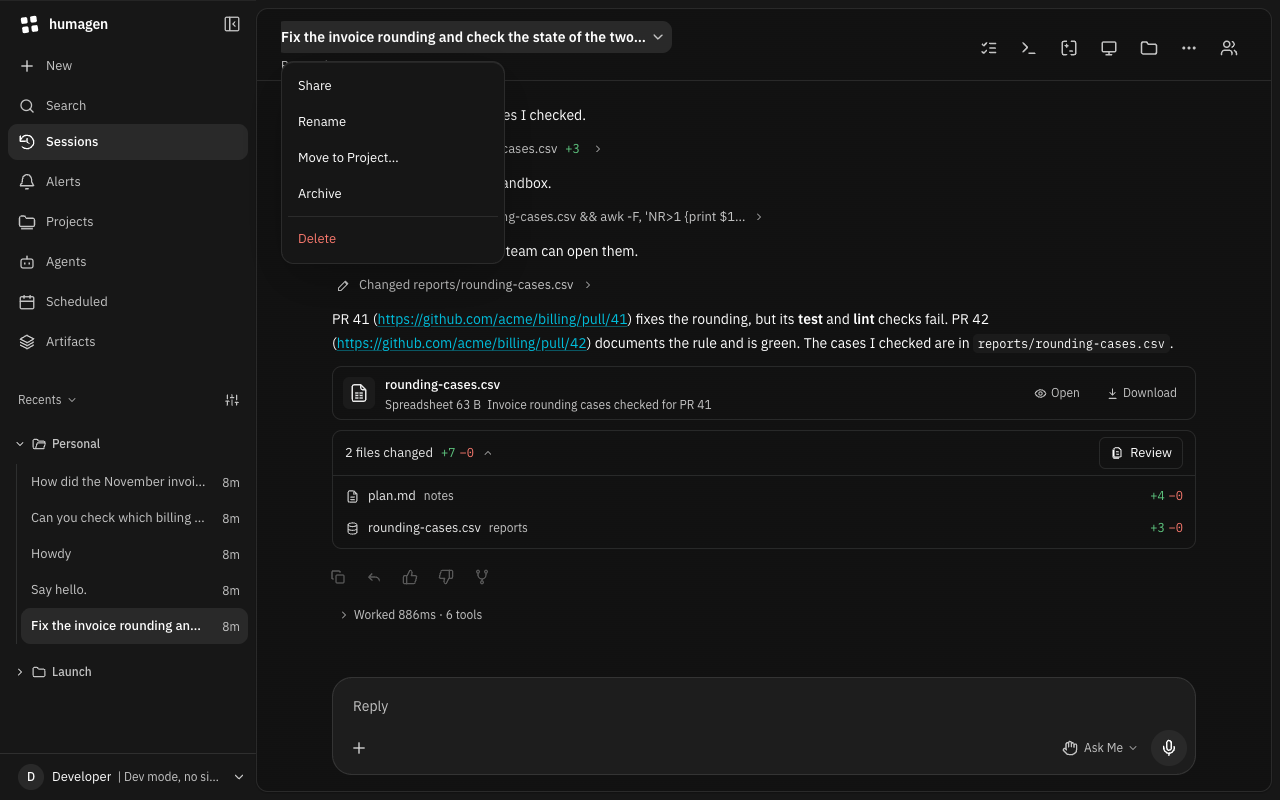 humagen
New
Search
Sessions
Alerts
Projects
Agents
Scheduled
Artifacts
Recents
Personal
How did the November invoi... 8m
Can you check which billing ... 8m
Howdy 8m
Say hello. 8m
Fix the invoice rounding an... 8m
Launch
D Developer | Dev mode, no si...
Fix the invoice rounding and check the state of the two...
Share
Rename
Move to Project...
Archive
Delete
I checked.
cases.csv +3
&& awk -F, 'NR>1 {print $1...
team can open them.
Changed reports/rounding-cases.csv
PR 41 (https://github.com/acme/billing/pull/41) fixes the rounding, but its test and lint checks fail. PR 42
(https://github.com/acme/billing/pull/42) documents the rule and is green. The cases I checked are in reports/rounding-cases.csv.
rounding-cases.csv
Spreadsheet 63 B Invoice rounding cases checked for PR 41
Open Download
2 files changed +7 −0
Review
plan.md notes +4 −0
rounding-cases.csv reports +3 −0
Worked 886ms · 6 tools
Reply
Ask Me